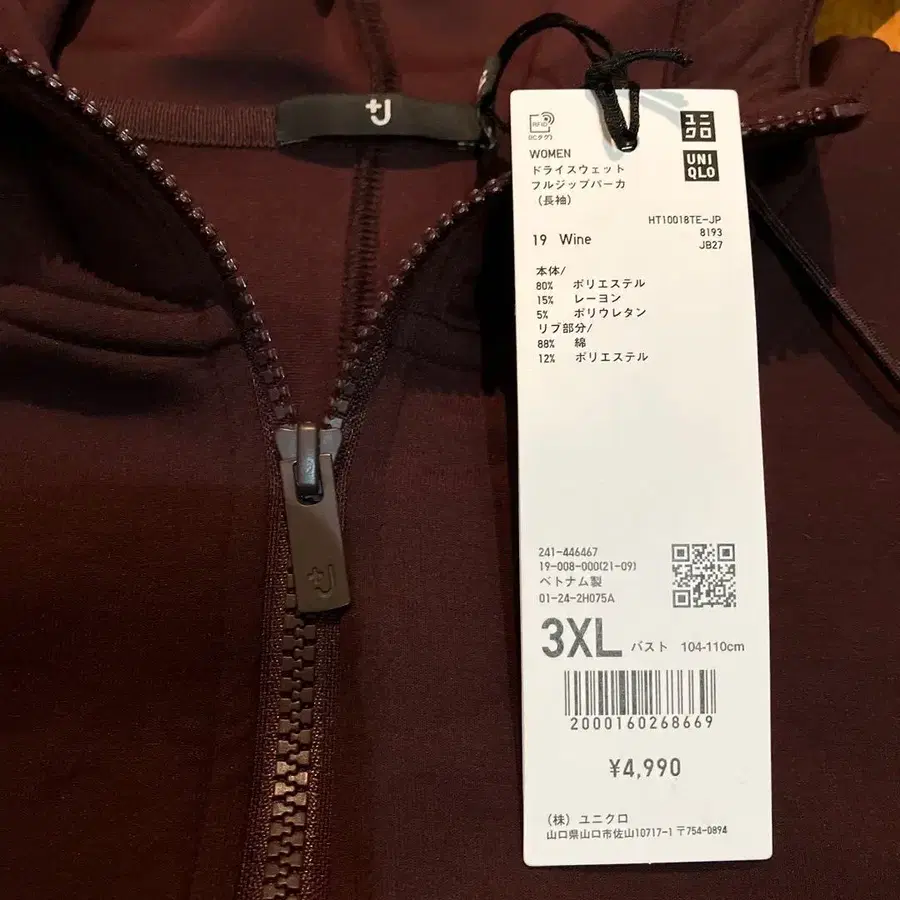 +J
RFID
ICタグ
ユニ
クロ
UNI
QLO
WOMEN
ドライスウェット
フルジップパーカ
（長袖）
HT10018TE-JP
8193
JB27
19 Wine
本体/
80% ポリエステル
15% レーヨン
5% ポリウレタン
リブ部分/
88% 綿
12% ポリエステル
241-446467
19-008-000(21-09)
ベトナム製
01-24-2H075A
3XL バスト 104-110cm
2000160268669
¥4,990
（株）ユニクロ
山口県山口市佐山10717-1 〒754-0894
+J